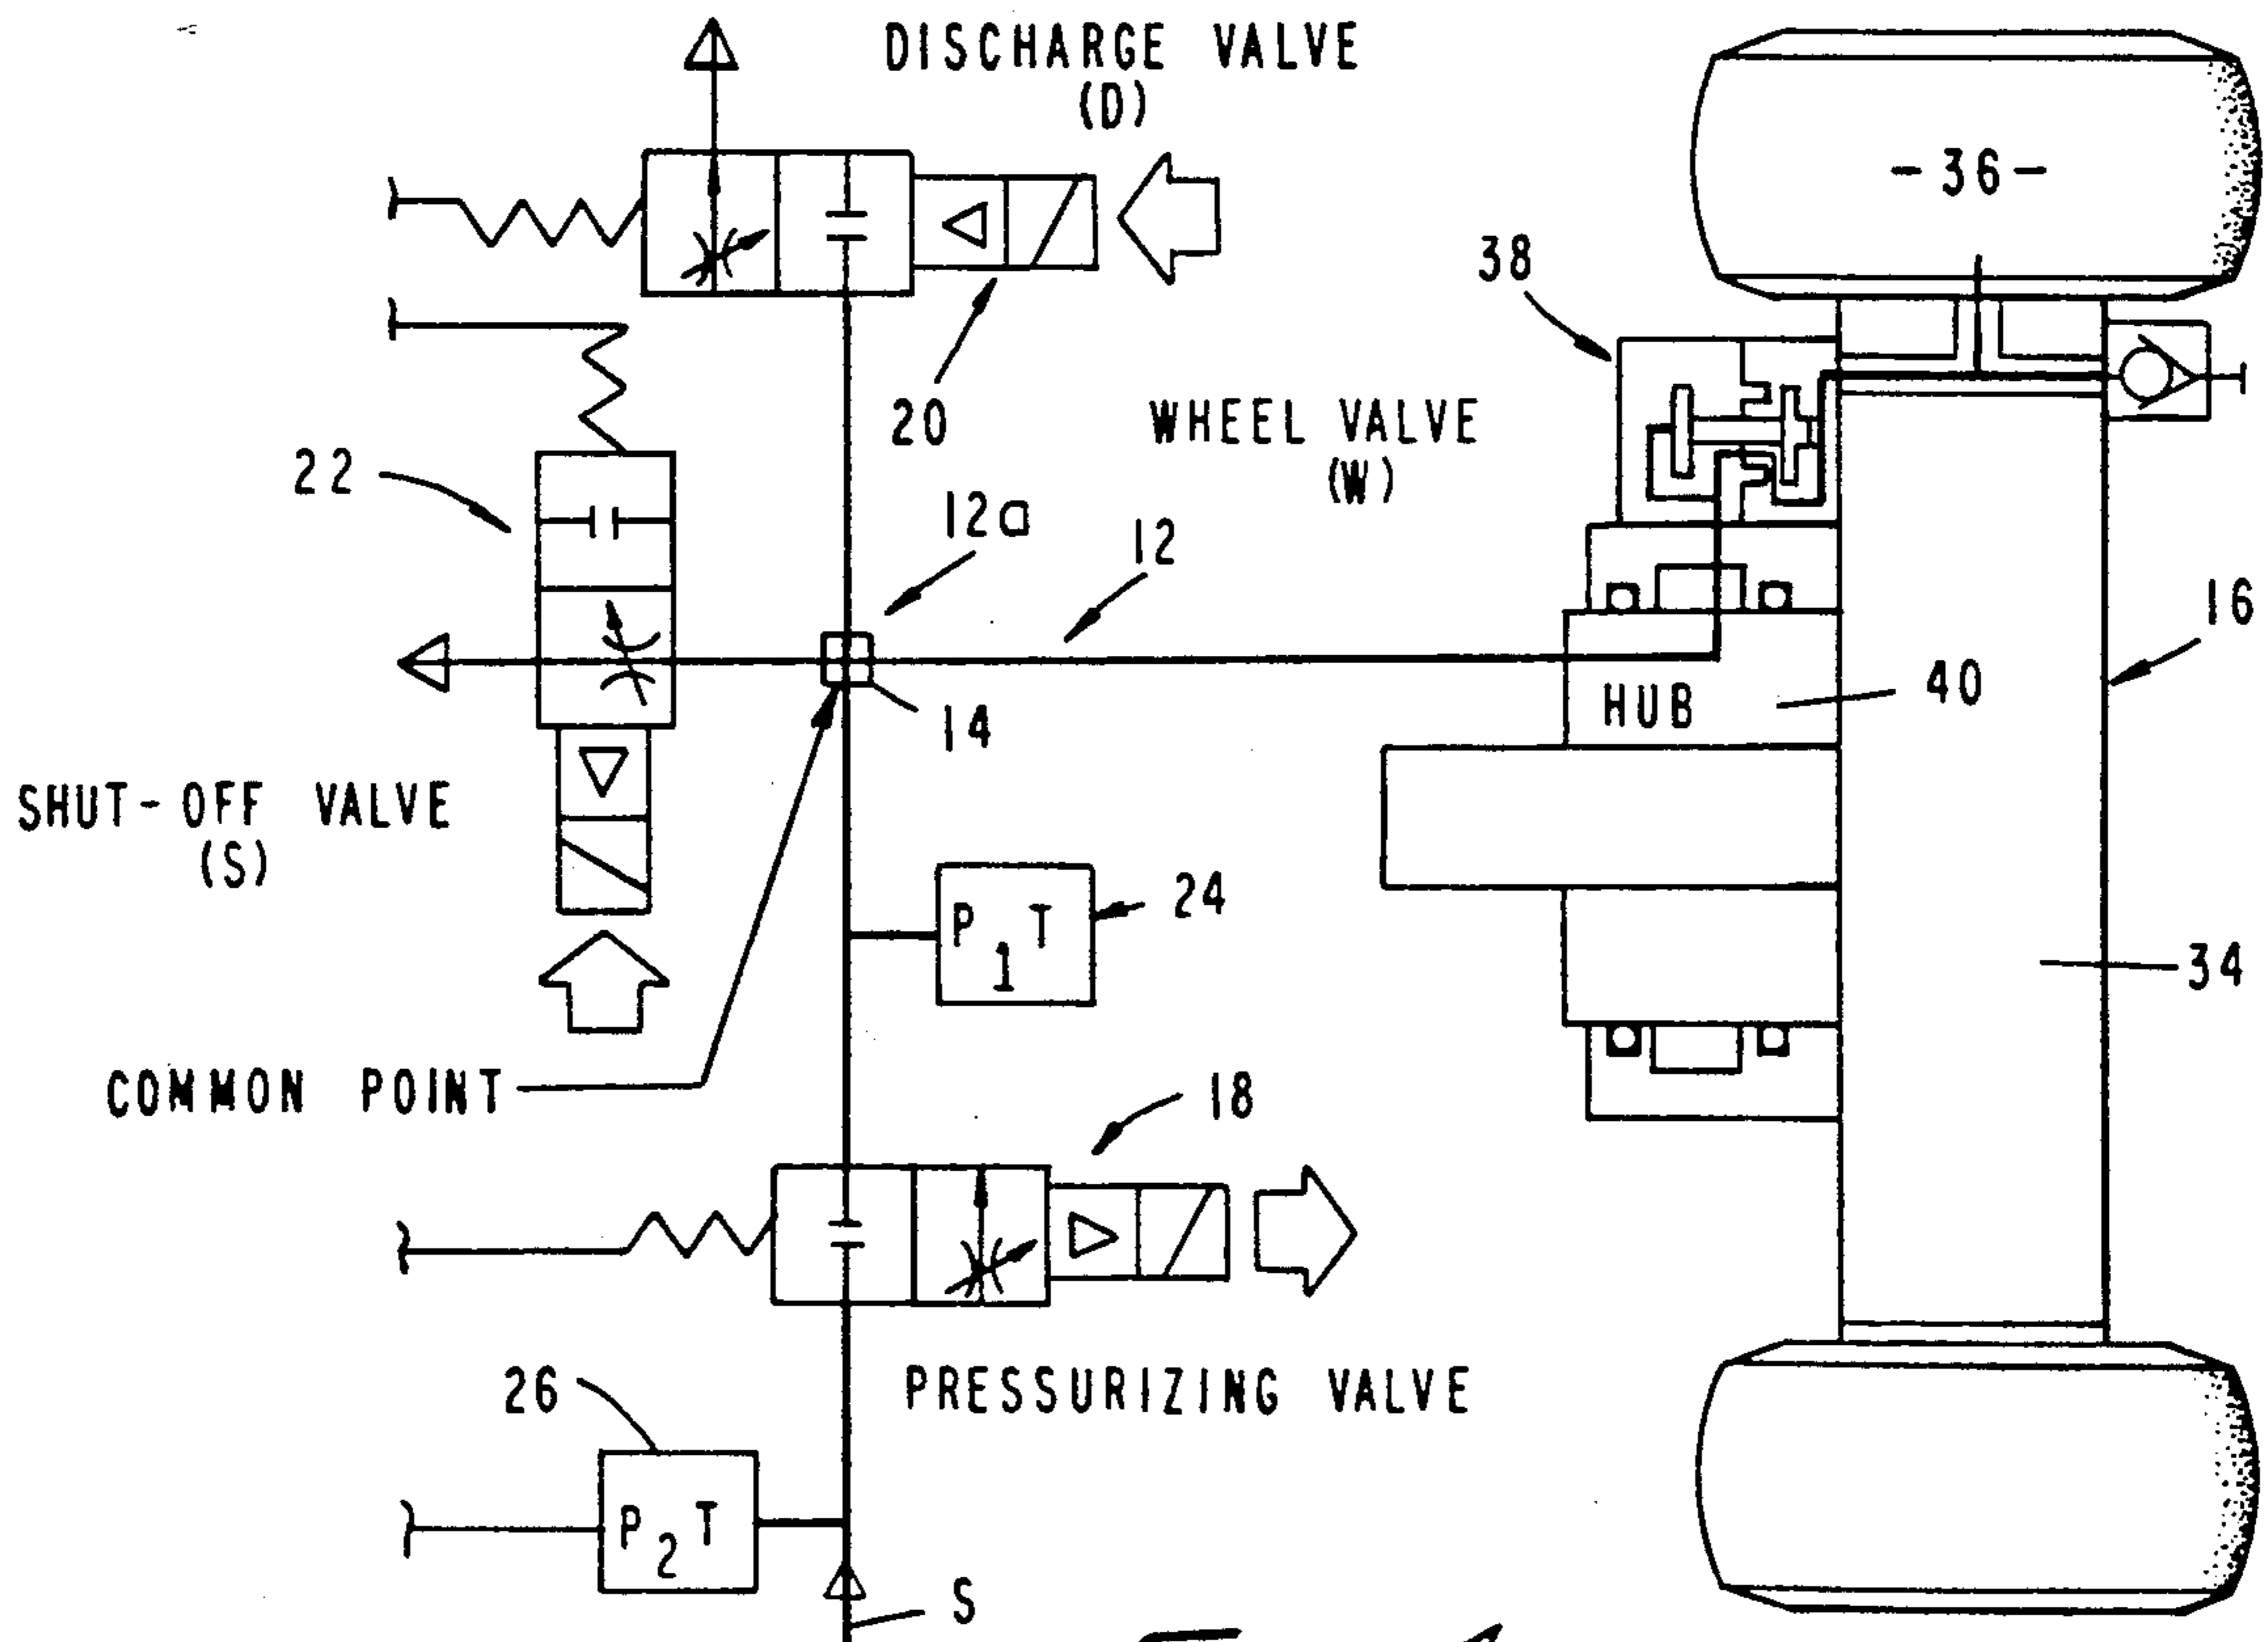 DISCHARGE VALVE
(D)
-36-
38
20
WHEEL VALVE
(W)
22
12a
12
16
14
HUB
40
SHUT-OFF VALVE
(S)
24
P1T
34
COMMON POINT
18
PRESSURIZING VALVE
26
P2T
S